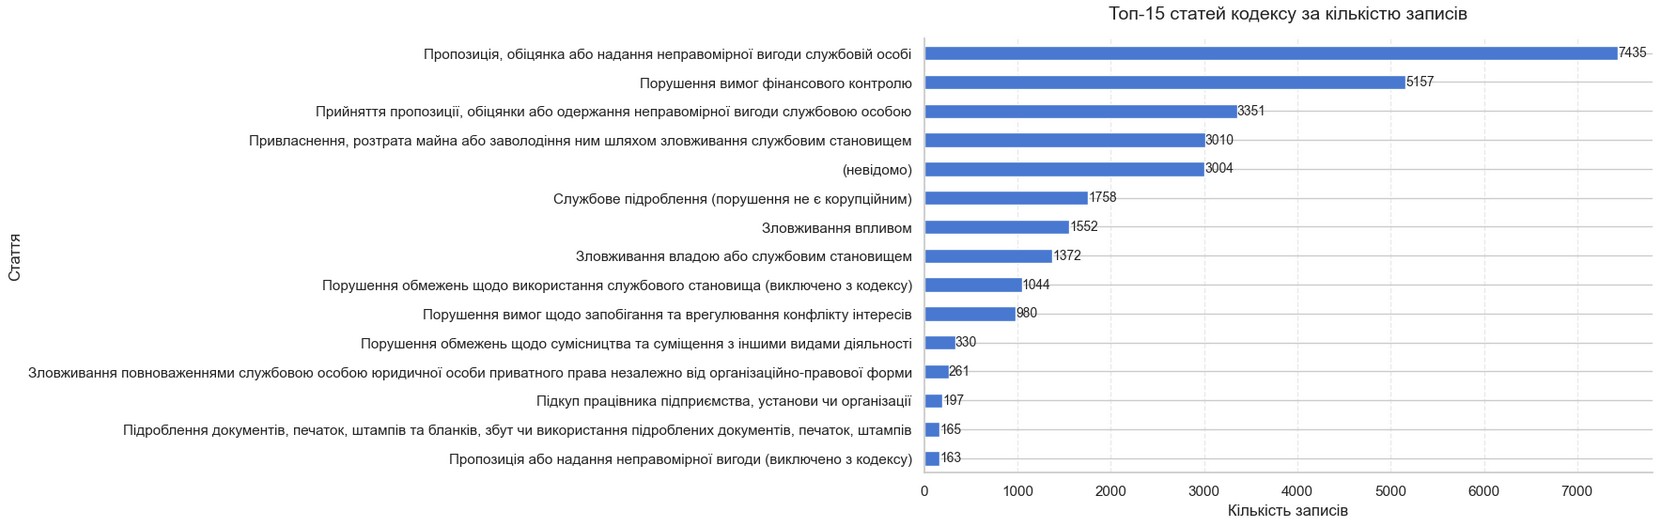 Топ-15 статей кодексу за кількістю записів
Пропозиція, обіцянка або надання неправомірної вигоди службовій особі 7435
Порушення вимог фінансового контролю 5157
Прийняття пропозиції, обіцянки або одержання неправомірної вигоди службовою особою 3351
Привласнення, розтрата майна або заволодіння ним шляхом зловживання службовим становищем 3010
(невідомо) 3004
Службове підроблення (порушення не є корупційним) 1758
Зловживання впливом 1552
Зловживання владою або службовим становищем 1372
Порушення обмежень щодо використання службового становища (виключено з кодексу) 1044
Порушення вимог щодо запобігання та врегулювання конфлікту інтересів 980
Порушення обмежень щодо сумісництва та суміщення з іншими видами діяльності 330
Зловживання повноваженнями службовою особою юридичної особи приватного права незалежно від організаційно-правової форми 261
Підкуп працівника підприємства, установи чи організації 197
Підроблення документів, печаток, штампів та бланків, збут чи використання підроблених документів, печаток, штампів 165
Пропозиція або надання неправомірної вигоди (виключено з кодексу) 163
Стаття
0 1000 2000 3000 4000 5000 6000 7000
Кількість записів